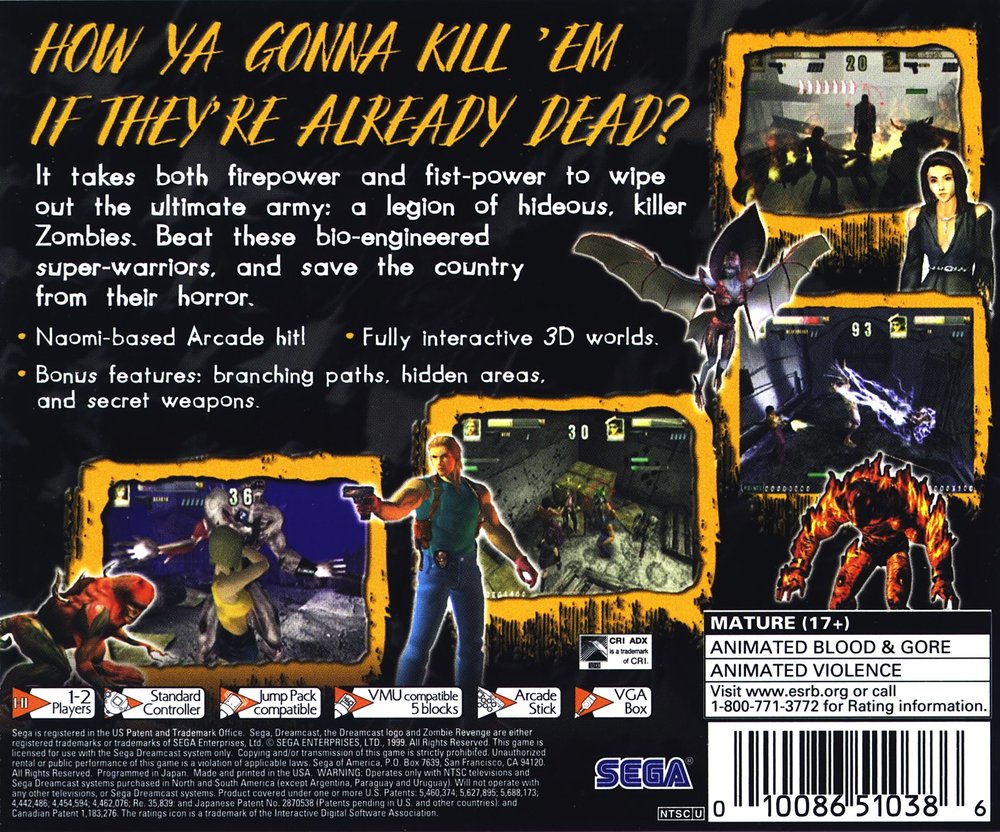 HOW YA GONNA KILL 'EM
IF THEY'RE ALREADY DEAD?
It takes both firepower and fist-power to wipe
out the ultimate army: a legion of hideous, killer
Zombies. Beat these bio-engineered
super-warriors, and save the country
from their horror.
• Naomi-based Arcade hit!
• Fully interactive 3D worlds.
• Bonus features: branching paths, hidden areas,
and secret weapons.
20
93
30
36
CRI ADX
is a trademark
of CRI.
MATURE (17+)
ANIMATED BLOOD & GORE
ANIMATED VIOLENCE
Visit www.esrb.org or call
1-800-771-3772 for Rating information.
1-2
Players
Standard
Controller
Jump Pack
compatible
VMU compatible
5 blocks
Arcade
Stick
VGA
Box
Sega is registered in the US Patent and Trademark Office. Sega, Dreamcast, the Dreamcast logo and Zombie Revenge are either
registered trademarks or trademarks of SEGA Enterprises, Ltd. © SEGA ENTERPRISES, LTD., 1999. All Rights Reserved. This game is
licensed for use with the Sega Dreamcast system only. Copying and/or transmission of this game is strictly prohibited. Unauthorized
rental or public performance of this game is a violation of applicable laws. Sega of America, P.O. Box 7639, San Francisco, CA 94120.
All Rights Reserved. Programmed in Japan. Made and printed in the USA. WARNING: Operates only with NTSC televisions and
Sega Dreamcast systems purchased in North and South America (except Argentina, Paraguay and Uruguay). Will not operate with
any other televisions, or Sega Dreamcast systems. Product covered under one or more U.S. Patents: 5,460,374; 5,627,895; 5,688,173;
4,442,486; 4,454,594; 4,462,076; Re. 35,839: and Japanese Patent No. 2870538 (Patents pending in U.S. and other countries): and
Canadian Patent 1,183,276. The ratings icon is a trademark of the Interactive Digital Software Association.
SEGA®
NTSC U
0 10086 51038 6